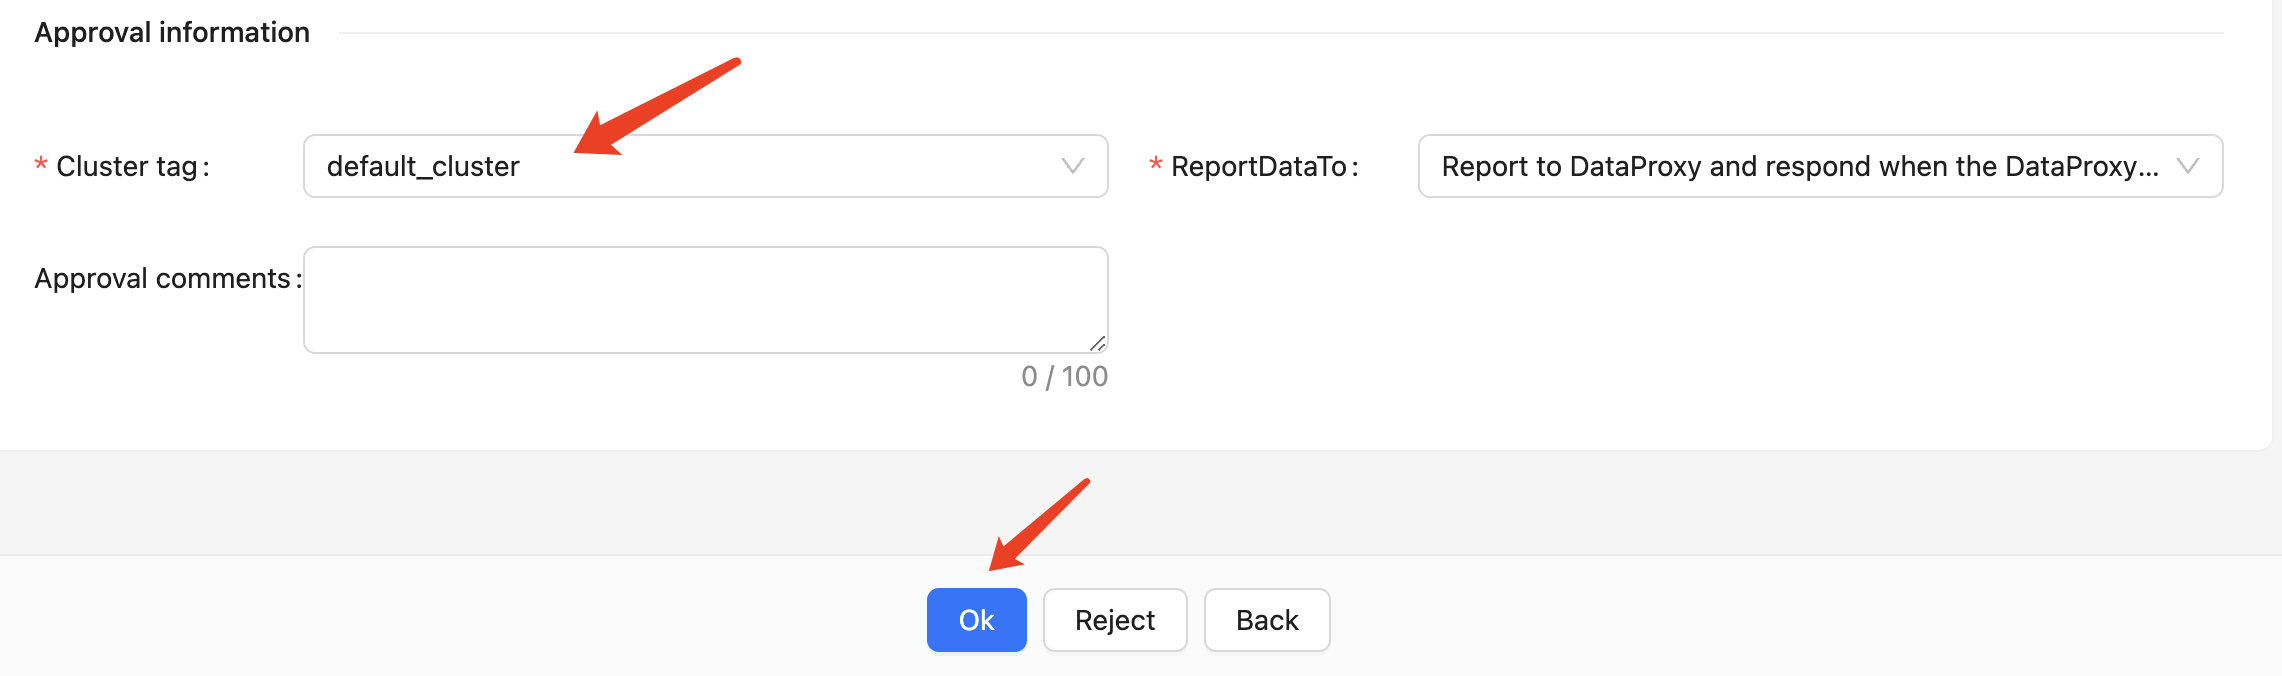 Approval information
* Cluster tag: default_cluster * ReportDataTo: Report to DataProxy and respond when the DataProxy...
Approval comments:
0 / 100
Ok Reject Back